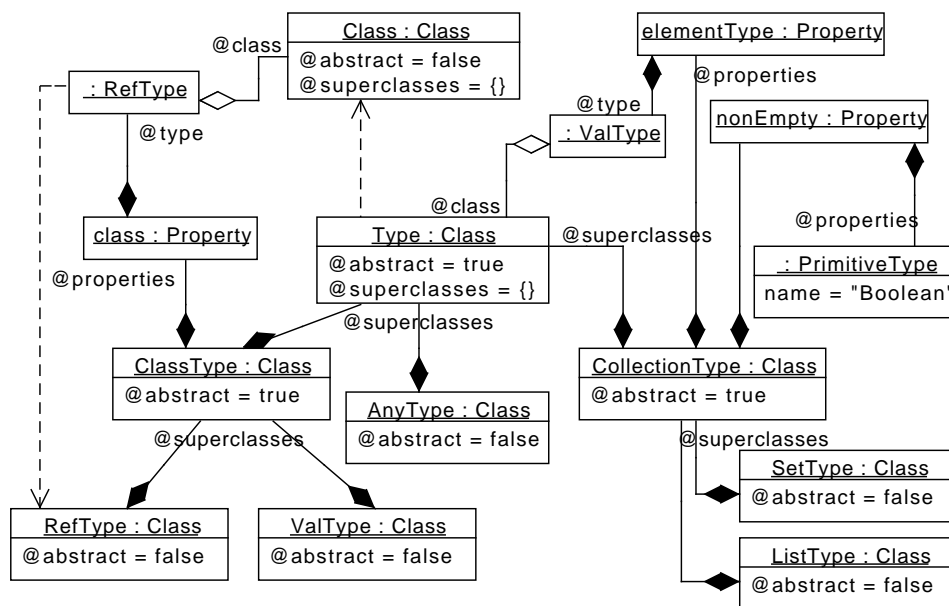 Class : Class
@abstract = false
@superclasses = {}
elementType : Property
@class
@properties
: RefType
@type
nonEmpty : Property
@type
: ValType
@class
class : Property
Type : Class
@abstract = true
@superclasses = {}
@superclasses
@properties
: PrimitiveType
name = "Boolean"
@properties
@superclasses
ClassType : Class
@abstract = true
CollectionType : Class
@abstract = true
AnyType : Class
@abstract = false
@superclasses
@superclasses
SetType : Class
@abstract = false
RefType : Class
@abstract = false
ValType : Class
@abstract = false
ListType : Class
@abstract = false